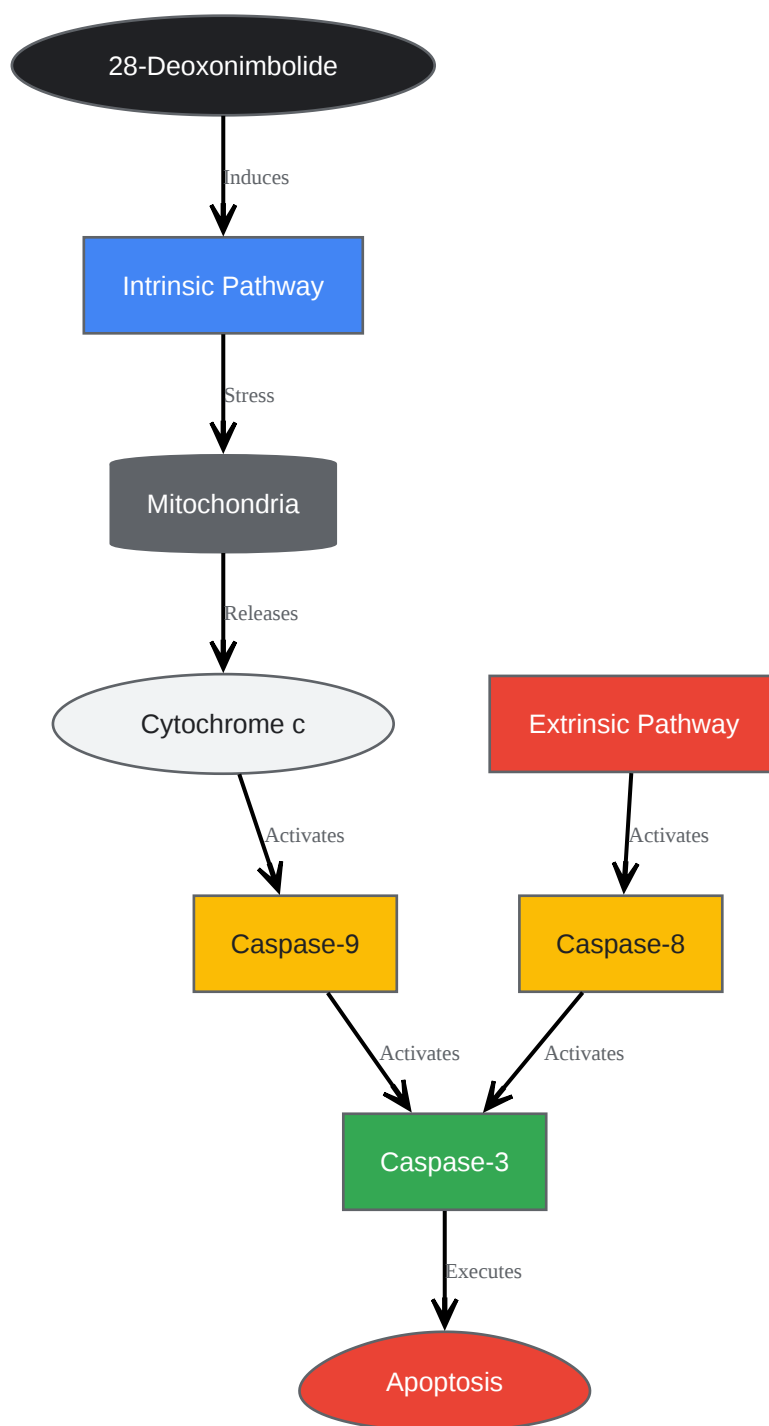 28-Deoxonimbolide
Induces
Intrinsic Pathway
Stress
Mitochondria
Releases
Cytochrome c
Extrinsic Pathway
Activates
Activates
Caspase-9
Caspase-8
Activates
Activates
Caspase-3
Executes
Apoptosis